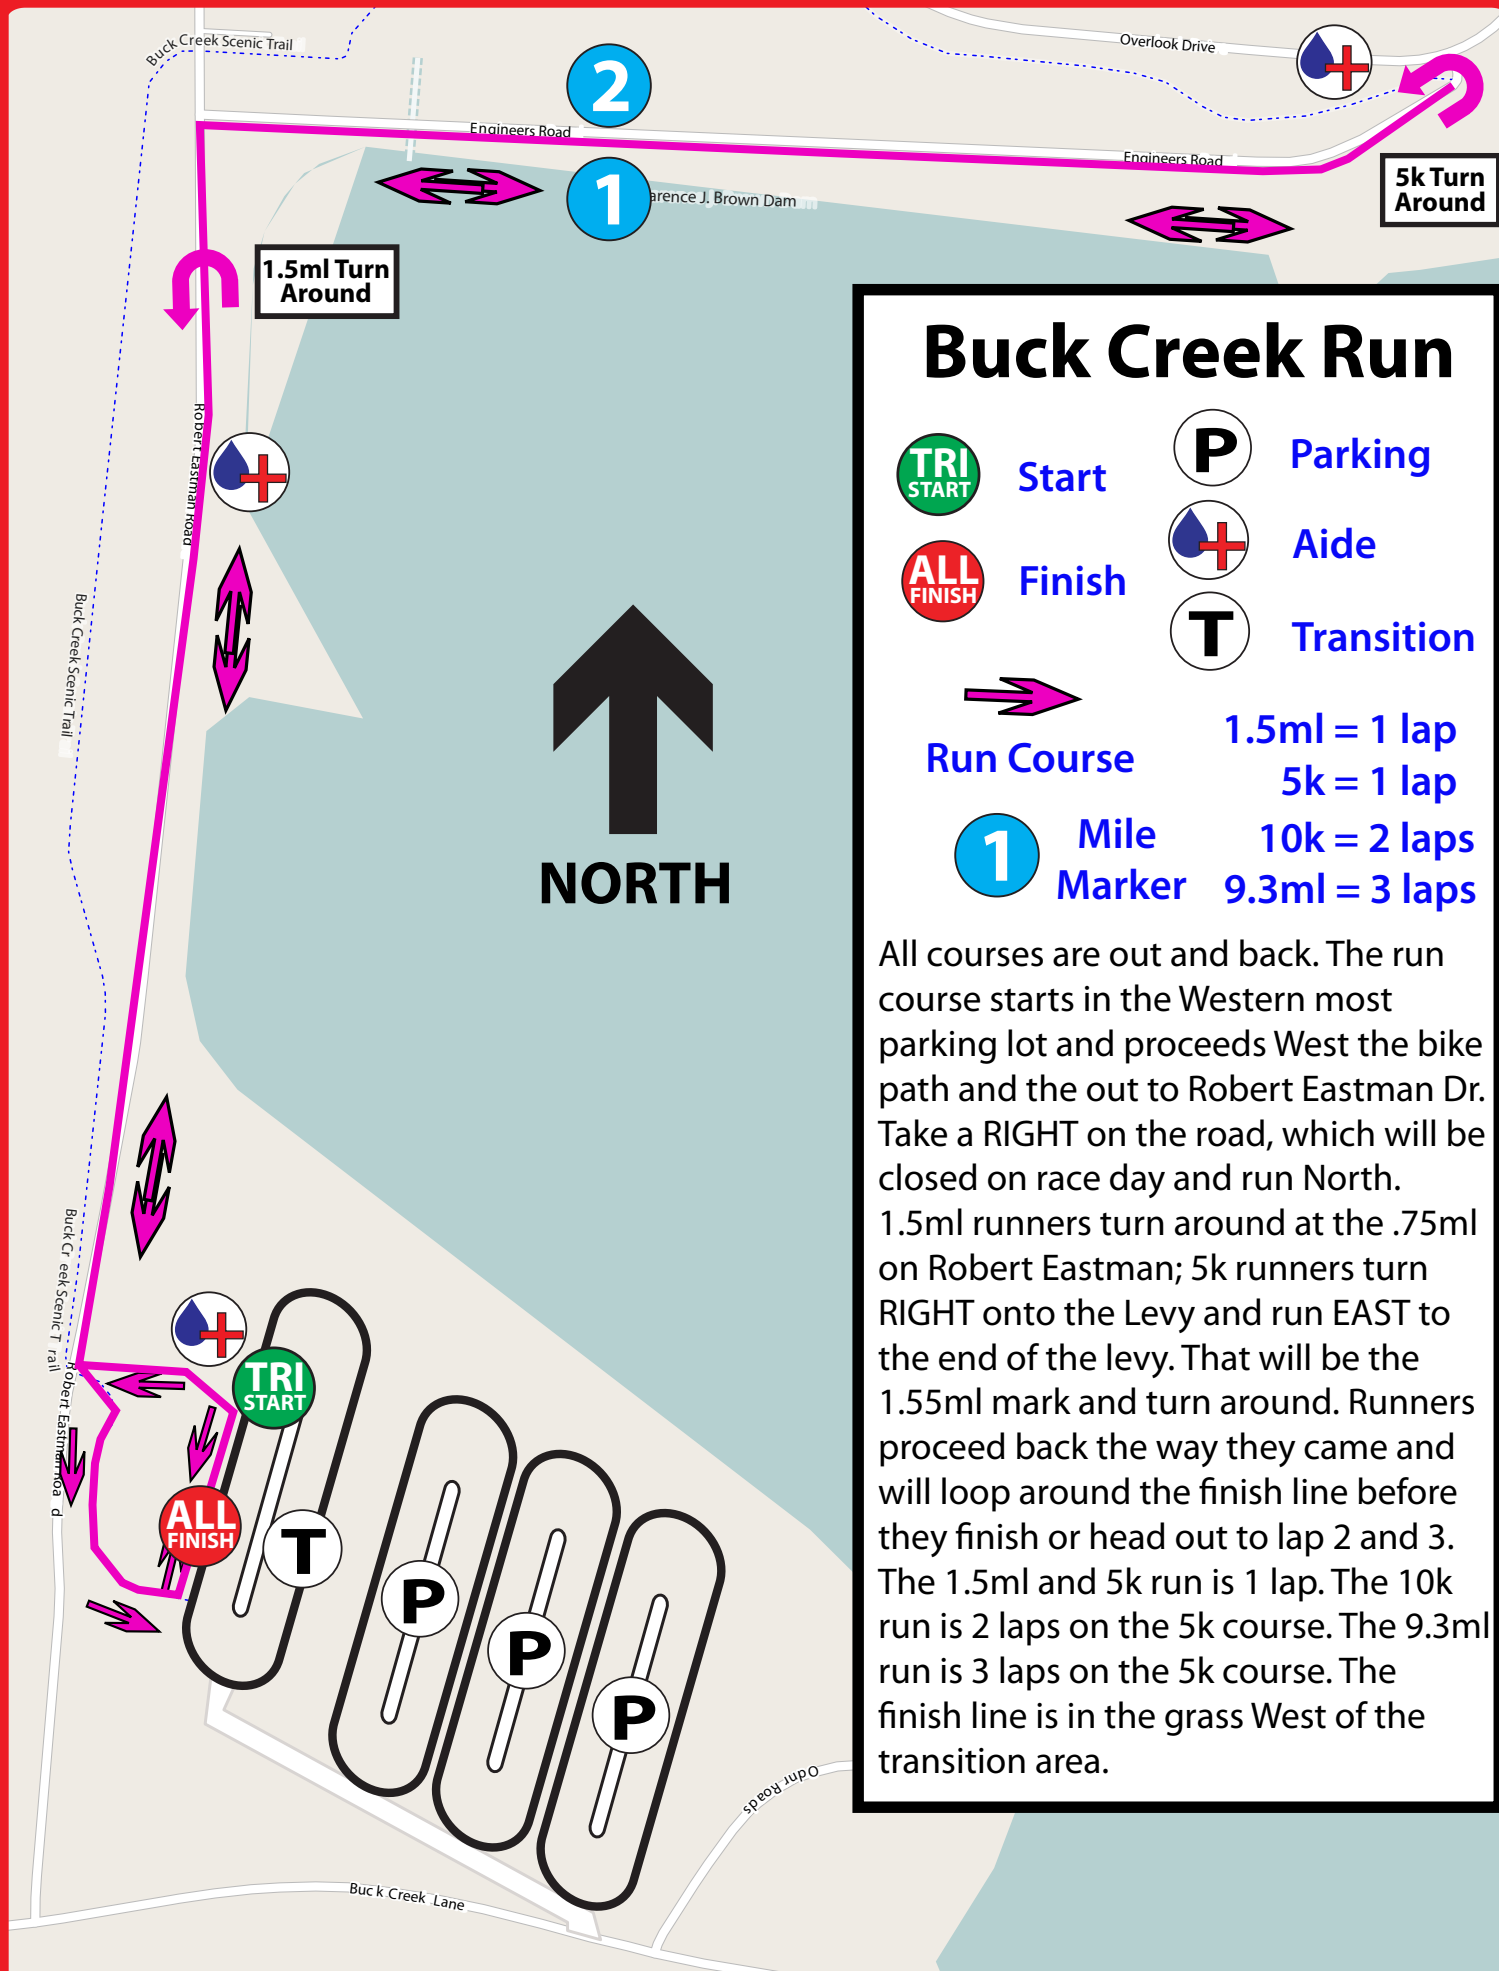 Buck Creek Scenic Trail
Overlook Drive
2
Engineers Road
Engineers Road
1
arence J. Brown Dam
5k Turn
Around
1.5ml Turn
Around
Robert Eastman Road
Buck Creek Scenic Trail
NORTH
Buck Creek Run
TRI
START
Start
P
Parking
ALL
FINISH
Finish
Aide
T
Transition
Run Course
1.5ml = 1 lap
5k = 1 lap
1
Mile
Marker
10k = 2 laps
9.3ml = 3 laps
All courses are out and back. The run
course starts in the Western most
parking lot and proceeds West the bike
path and the out to Robert Eastman Dr.
Take a RIGHT on the road, which will be
closed on race day and run North.
1.5ml runners turn around at the .75ml
on Robert Eastman; 5k runners turn
RIGHT onto the Levy and run EAST to
the end of the levy. That will be the
1.55ml mark and turn around. Runners
proceed back the way they came and
will loop around the finish line before
they finish or head out to lap 2 and 3.
The 1.5ml and 5k run is 1 lap. The 10k
run is 2 laps on the 5k course. The 9.3ml
run is 3 laps on the 5k course. The
finish line is in the grass West of the
transition area.
Buck Cr eek Scenic T rail
Robert Eastman Roa d
TRI
START
ALL
FINISH
T
P
P
P
Odnr Roads
Buck Creek Lane